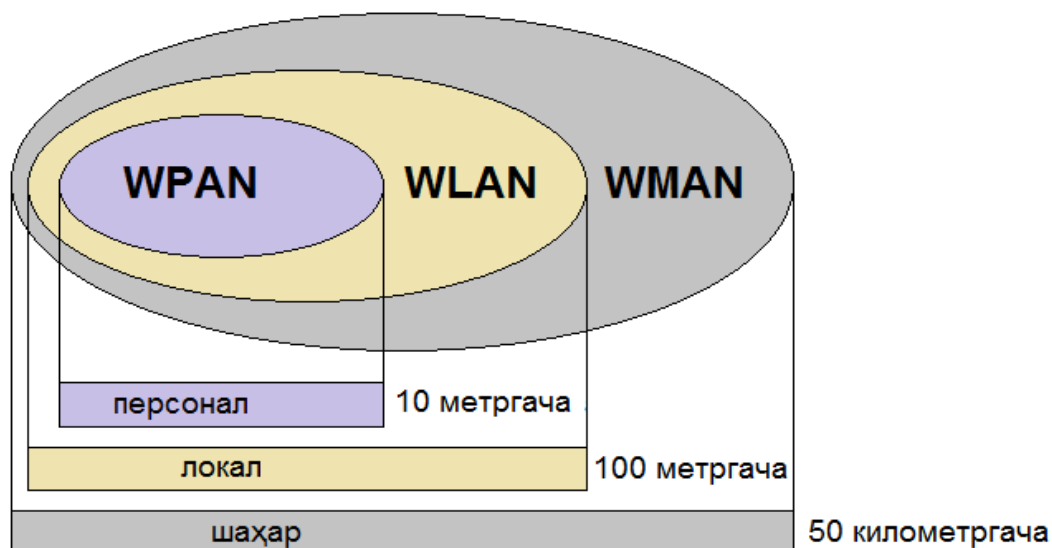 WPAN WLAN WMAN
персонал 10 метргача
локал 100 метргача
шаҳар 50 километргача